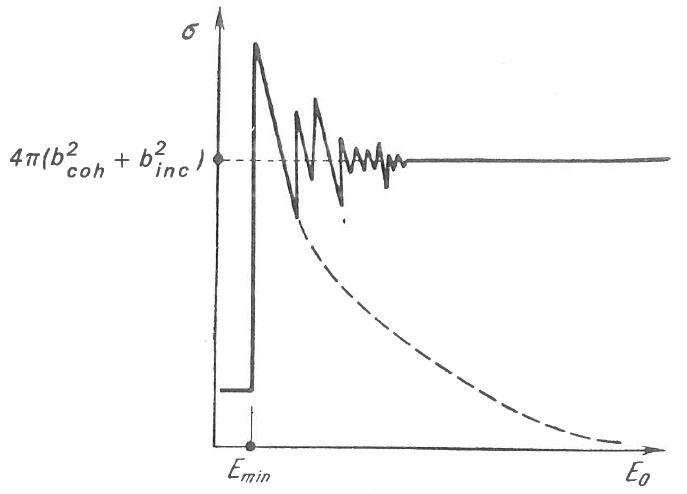 σ
4π(b²coh + b²inc)
Emin
E₀